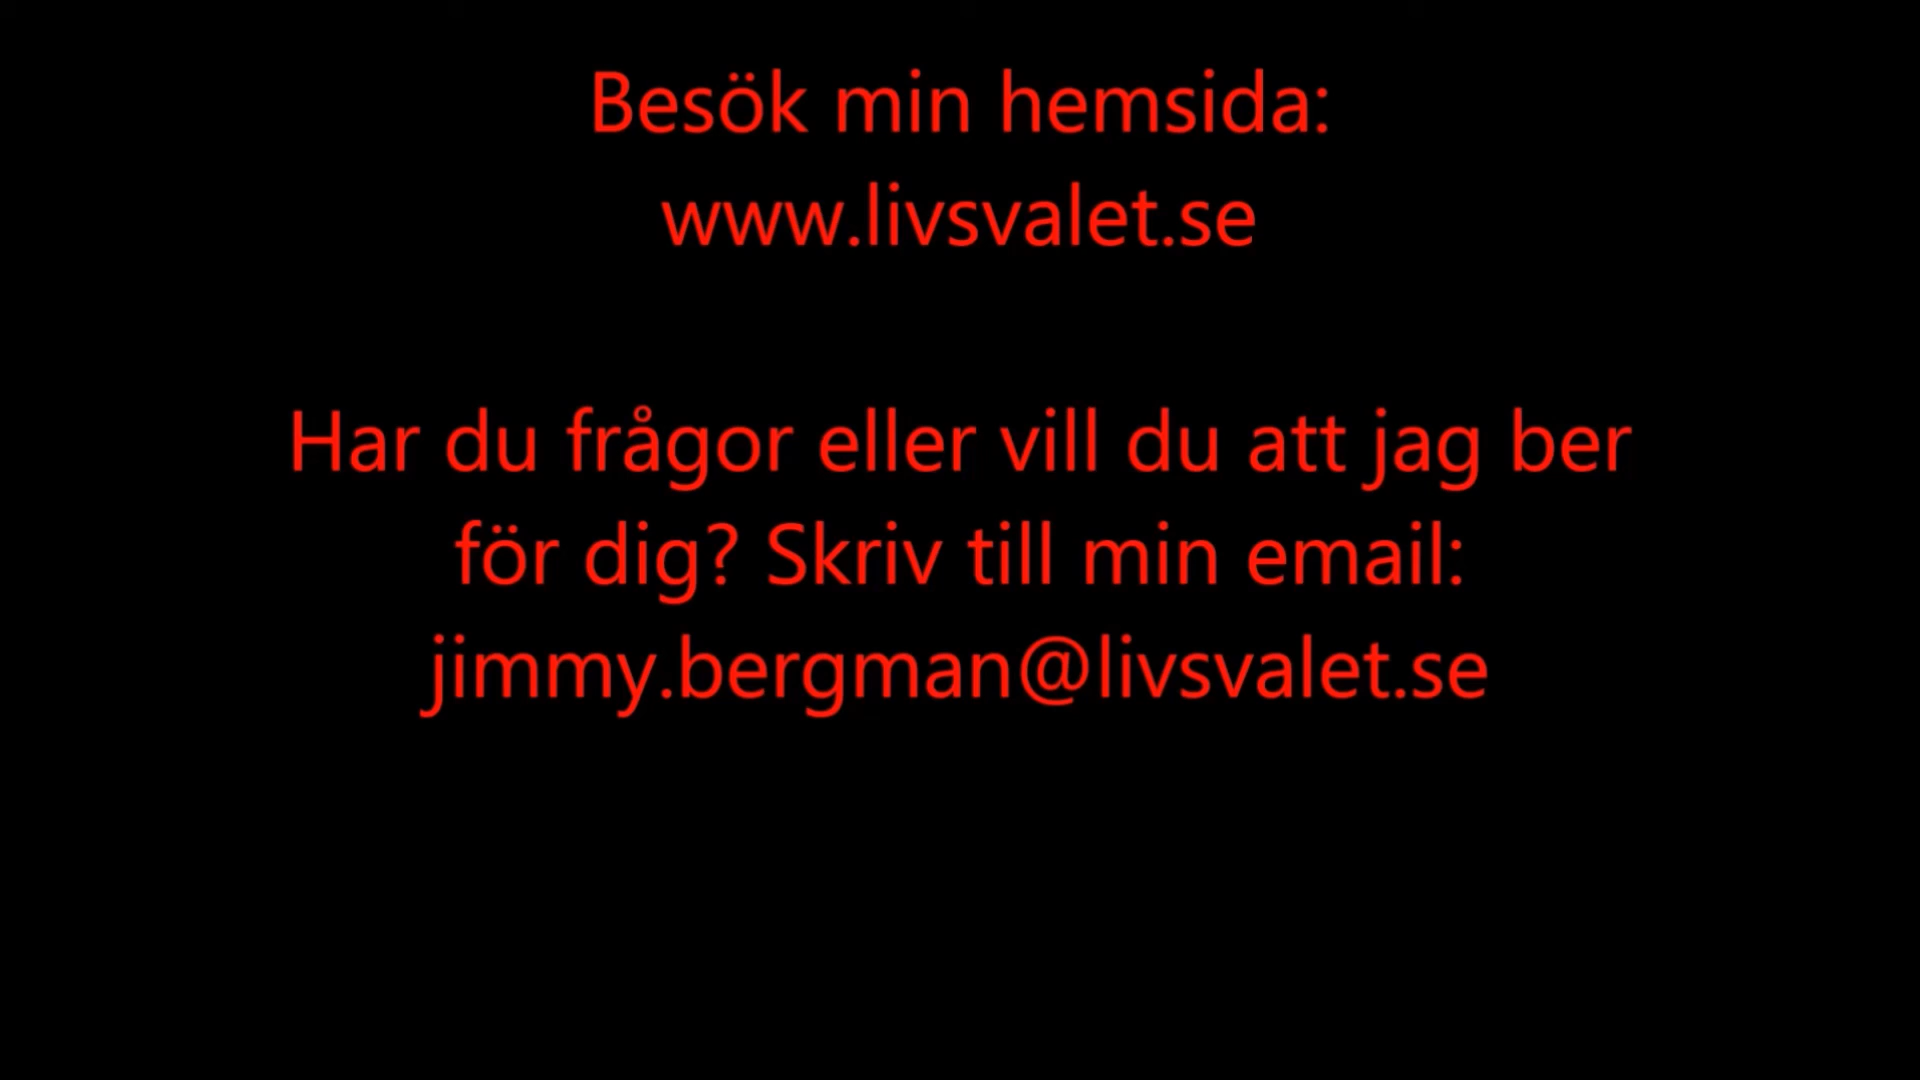 Besök min hemsida:
www.livsvalet.se
Har du frågor eller vill du att jag ber
för dig? Skriv till min email:
jimmy.bergman@livsvalet.se